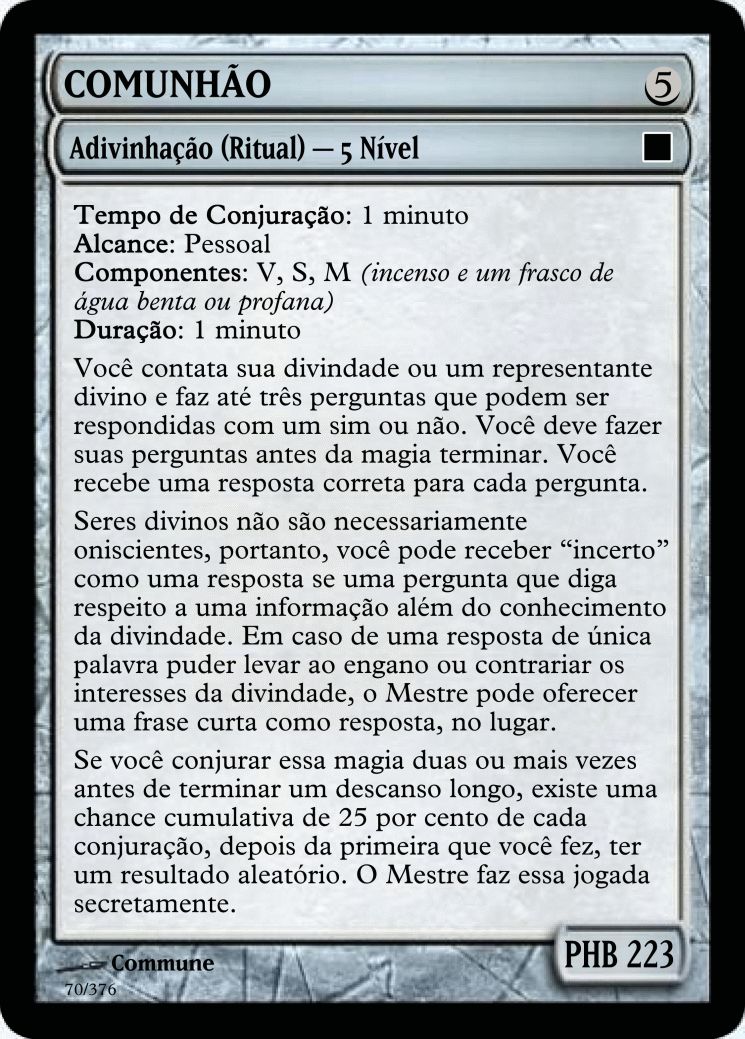 COMUNHÃO
5
Adivinhação (Ritual) — 5 Nível
Tempo de Conjuração: 1 minuto
Alcance: Pessoal
Componentes: V, S, M (incenso e um frasco de
água benta ou profana)
Duração: 1 minuto
Você contata sua divindade ou um representante
divino e faz até três perguntas que podem ser
respondidas com um sim ou não. Você deve fazer
suas perguntas antes da magia terminar. Você
recebe uma resposta correta para cada pergunta.
Seres divinos não são necessariamente
oniscientes, portanto, você pode receber “incerto”
como uma resposta se uma pergunta que diga
respeito a uma informação além do conhecimento
da divindade. Em caso de uma resposta de única
palavra puder levar ao engano ou contrariar os
interesses da divindade, o Mestre pode oferecer
uma frase curta como resposta, no lugar.
Se você conjurar essa magia duas ou mais vezes
antes de terminar um descanso longo, existe uma
chance cumulativa de 25 por cento de cada
conjuração, depois da primeira que você fez, ter
um resultado aleatório. O Mestre faz essa jogada
secretamente.
PHB 223
Commune
70/376